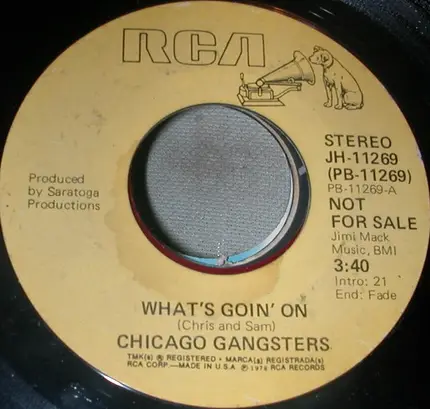 RCA
Produced
by Saratoga
Productions
STEREO
JH-11269
(PB-11269)
PB-11269-A
NOT
FOR SALE
Jimi Mack
Music, BMI
3:40
Intro: 21
End: Fade
WHAT'S GOIN' ON
(Chris and Sam)
CHICAGO GANGSTERS
TMK(s) ® REGISTERED • MARCA(s) REGISTRADA(s)
RCA CORP.—MADE IN U.S.A ℗ 1978 RCA RECORDS